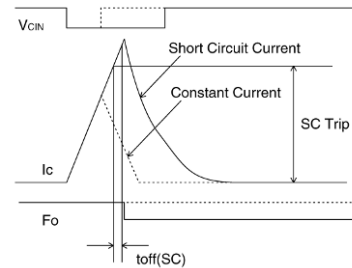 VCIN
Short Circuit Current
Constant Current
SC Trip
Ic
Fo
toff(SC)